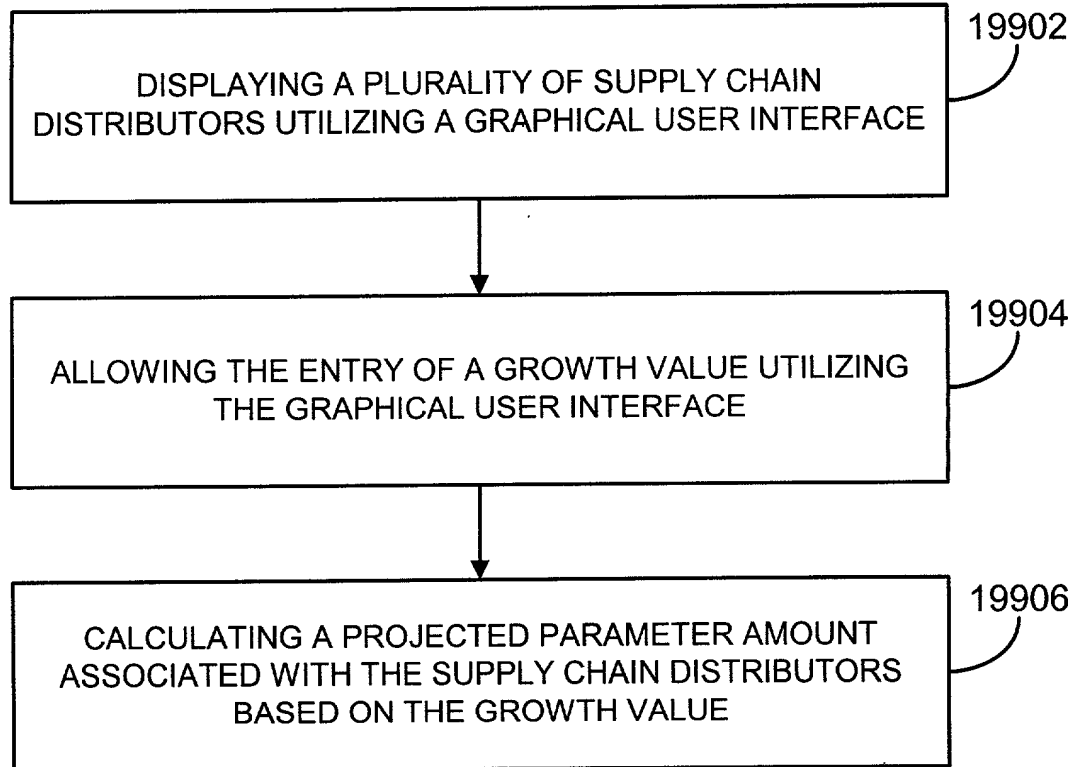 19902
DISPLAYING A PLURALITY OF SUPPLY CHAIN
DISTRIBUTORS UTILIZING A GRAPHICAL USER INTERFACE
19904
ALLOWING THE ENTRY OF A GROWTH VALUE UTILIZING
THE GRAPHICAL USER INTERFACE
19906
CALCULATING A PROJECTED PARAMETER AMOUNT
ASSOCIATED WITH THE SUPPLY CHAIN DISTRIBUTORS
BASED ON THE GROWTH VALUE